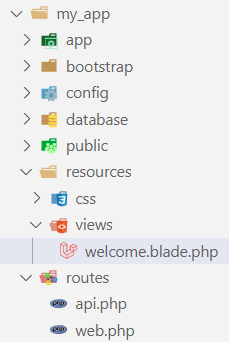 my_app
app
bootstrap
config
database
public
resources
css
views
welcome.blade.php
routes
api.php
web.php